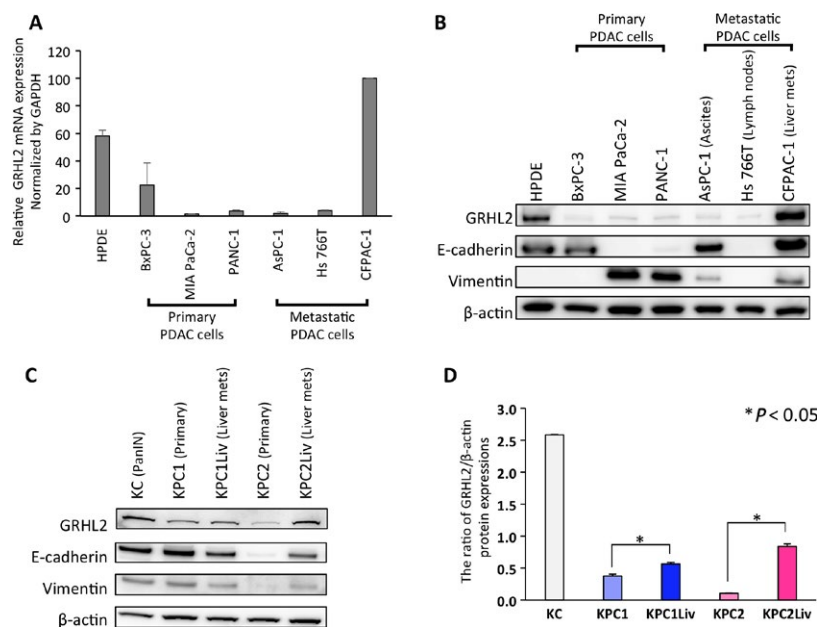 A
Relative GRHL2 mRNA expression
Normalized by GAPDH
120
100
80
60
40
20
0
HPDE
BxPC-3
MIA PaCa-2
PANC-1
AsPC-1
Hs 766T
CFPAC-1
Primary
PDAC cells
Metastatic
PDAC cells
B
Primary
PDAC cells
Metastatic
PDAC cells
HPDE
BxPC-3
MIA PaCa-2
PANC-1
AsPC-1 (Ascites)
Hs 766T (Lymph nodes)
CFPAC-1 (Liver mets)
GRHL2
E-cadherin
Vimentin
β-actin
C
KC (PanIN)
KPC1 (Primary)
KPC1Liv (Liver mets)
KPC2 (Primary)
KPC2Liv (Liver mets)
GRHL2
E-cadherin
Vimentin
β-actin
D
The ratio of GRHL2/β-actin
protein expressions
* P < 0.05
3.0
2.5
2.0
1.5
1.0
0.5
0.0
*
*
KC
KPC1
KPC1Liv
KPC2
KPC2Liv